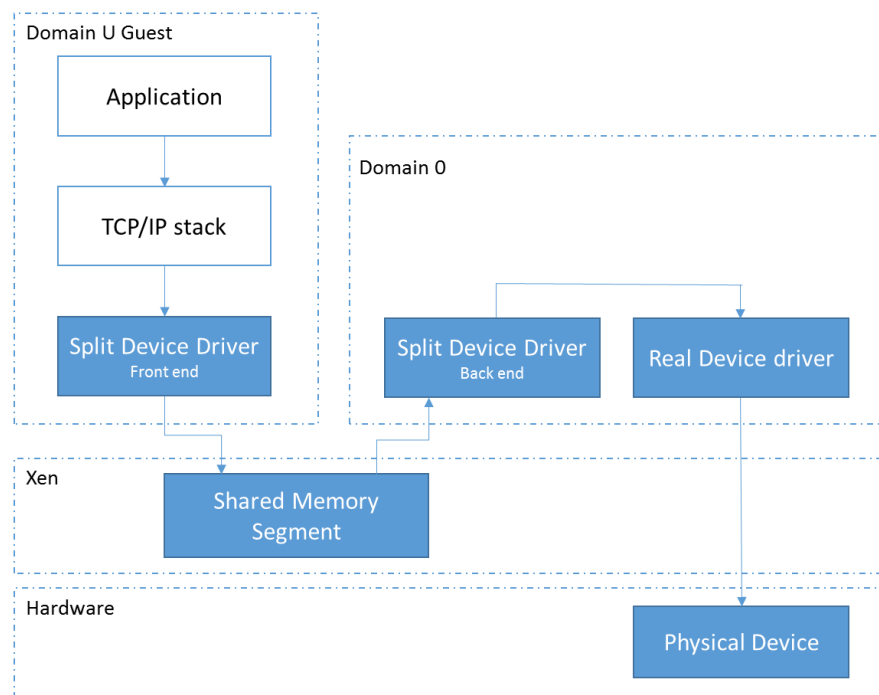 Domain U Guest
Application
TCP/IP stack
Split Device Driver
Front end
Domain 0
Split Device Driver
Back end
Real Device driver
Xen
Shared Memory
Segment
Hardware
Physical Device